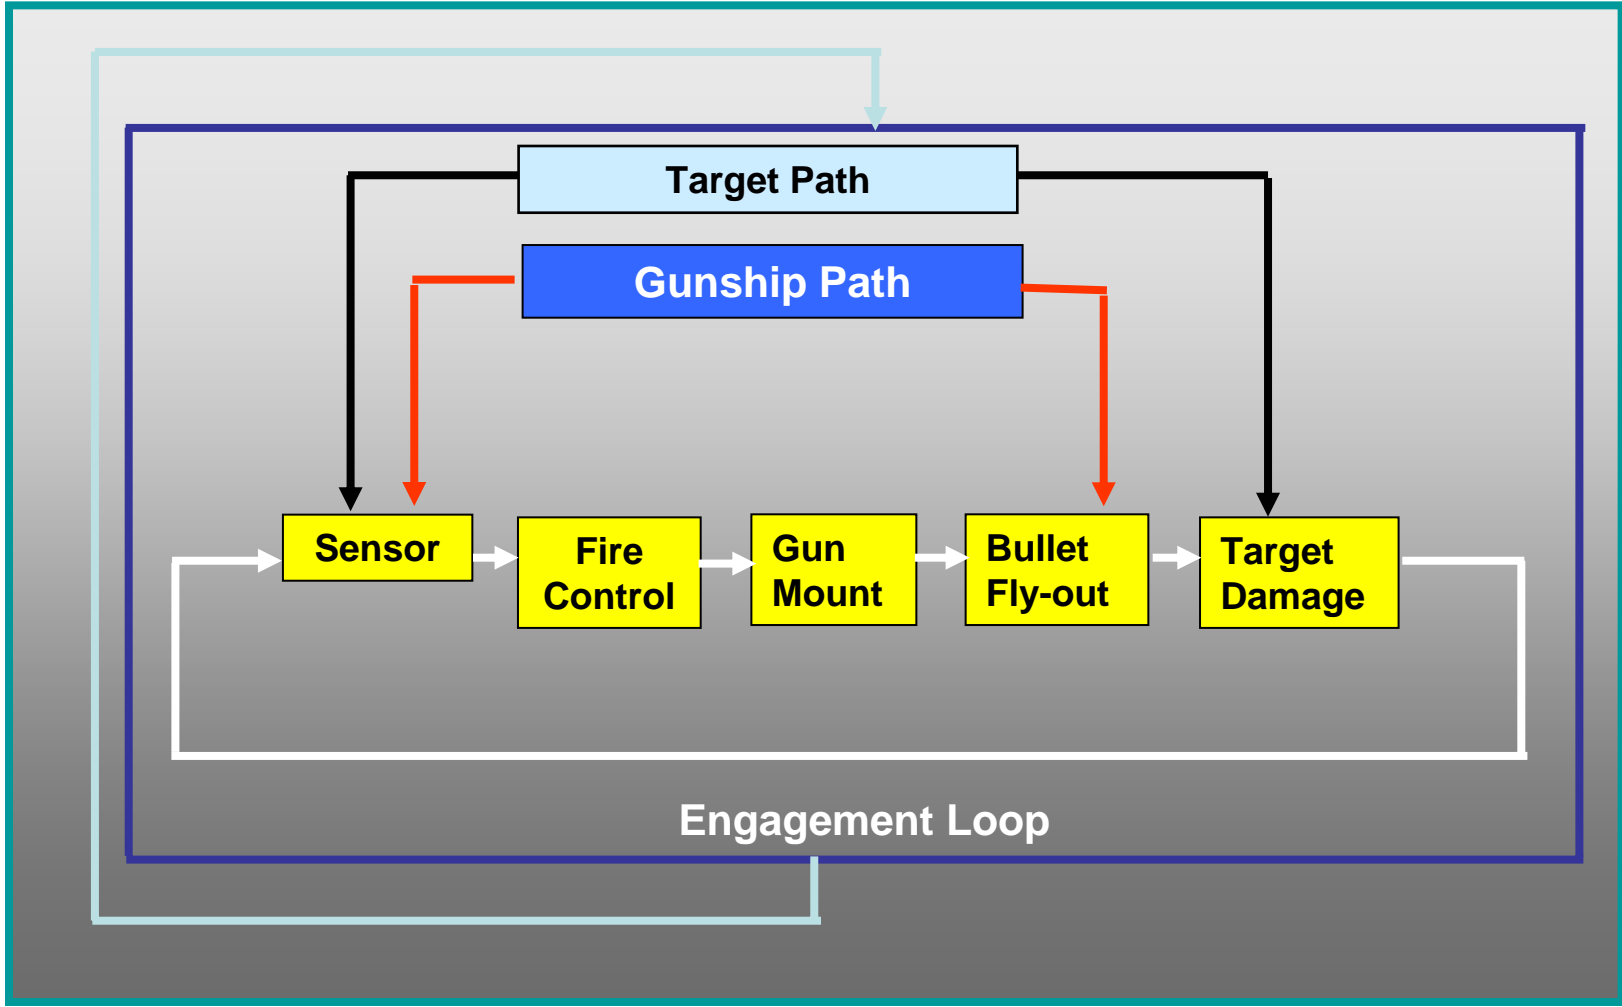 Target Path
Gunship Path
Sensor
Fire
Control
Gun
Mount
Bullet
Fly-out
Target
Damage
Engagement Loop